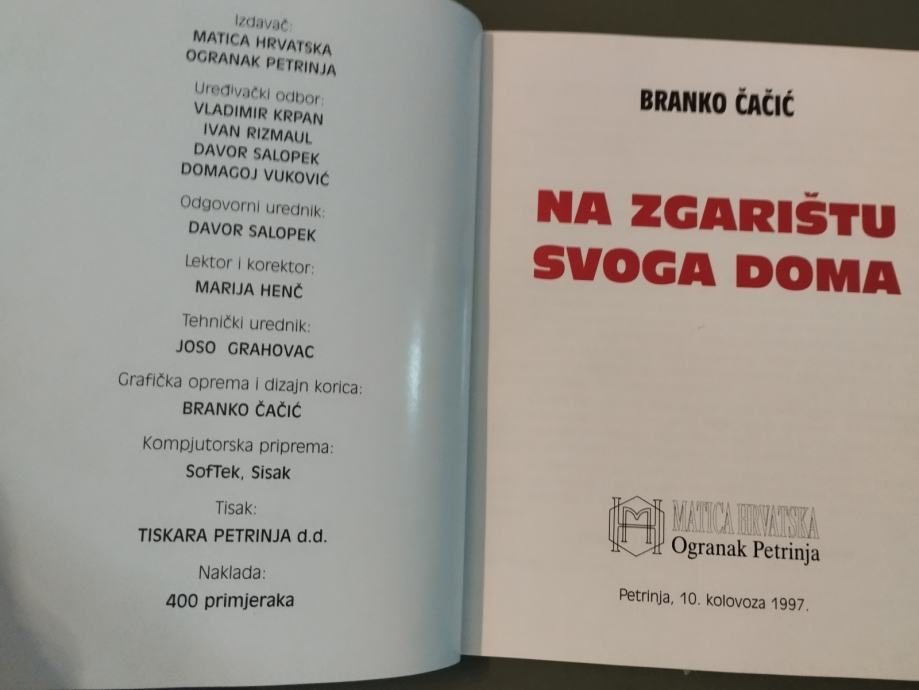 Izdavač:
MATICA HRVATSKA
OGRANAK PETRINJA
Uređivački odbor:
VLADIMIR KRPAN
IVAN RIZMAUL
DAVOR SALOPEK
DOMAGOJ VUKOVIĆ
Odgovorni urednik:
DAVOR SALOPEK
Lektor i korektor:
MARIJA HENČ
Tehnički urednik:
JOSO GRAHOVAC
Grafička oprema i dizajn korica:
BRANKO ČAČIĆ
Kompjutorska priprema:
SofTek, Sisak
Tisak:
TISKARA PETRINJA d.d.
Naklada:
400 primjeraka
BRANKO ČAČIĆ
NA ZGARIŠTU
SVOGA DOMA
MATICA HRVATSKA
Ogranak Petrinja
Petrinja, 10. kolovoza 1997.